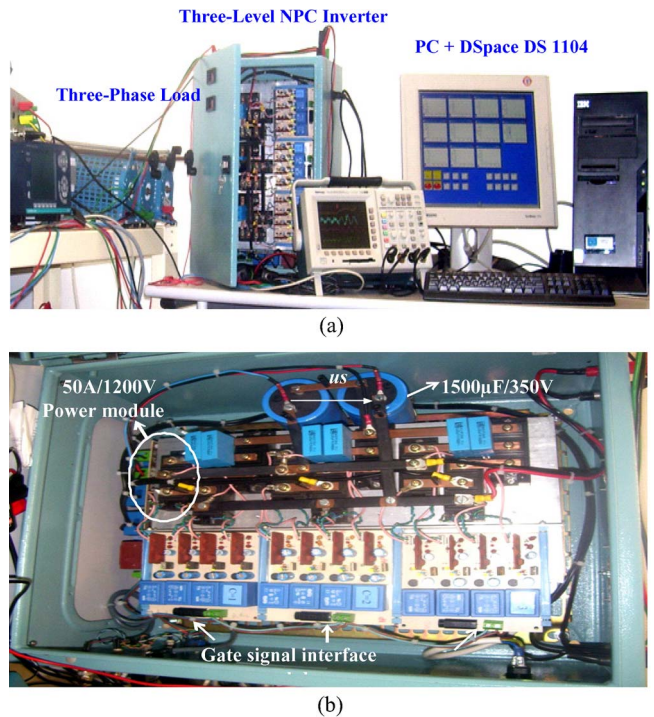 Three-Level NPC Inverter
PC + DSpace DS 1104
Three-Phase Load
IBM
(a)
50A/1200V
Power module
us
1500µF/350V
Gate signal interface
(b)